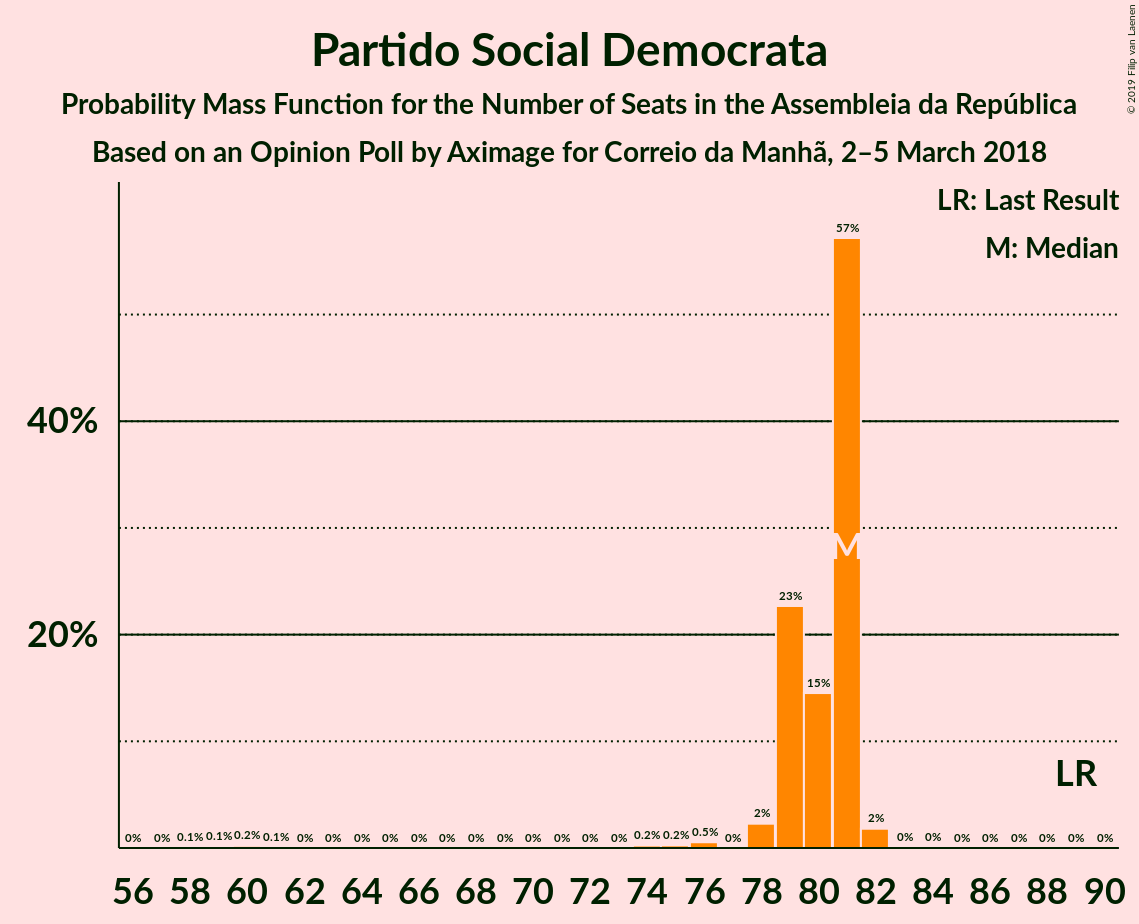 Partido Social Democrata
Probability Mass Function for the Number of Seats in the Assembleia da República
Based on an Opinion Poll by Aximage for Correio da Manhã, 2–5 March 2018
© 2019 Filip van Laenen
LR: Last Result
M: Median
57%
40%
M
23%
20%
15%
LR
0% 0% 0.1% 0.1% 0.2% 0.1% 0% 0% 0% 0% 0% 0% 0% 0% 0% 0% 0% 0% 0.2% 0.2% 0.5% 0% 2% 2% 0% 0% 0% 0% 0% 0% 0% 0%
56 58 60 62 64 66 68 70 72 74 76 78 80 82 84 86 88 90